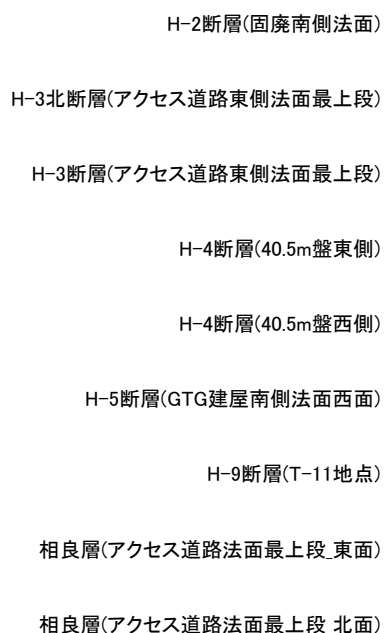 H-2断層(固廃南側法面)
H-3北断層(アクセス道路東側法面最上段)
H-3断層(アクセス道路東側法面最上段)
H-4断層(40.5m盤東側)
H-4断層(40.5m盤西側)
H-5断層(GTG建屋南側法面西面)
H-9断層(T-11地点)
相良層(アクセス道路法面最上段_東面)
相良層(アクセス道路法面最上段_北面)